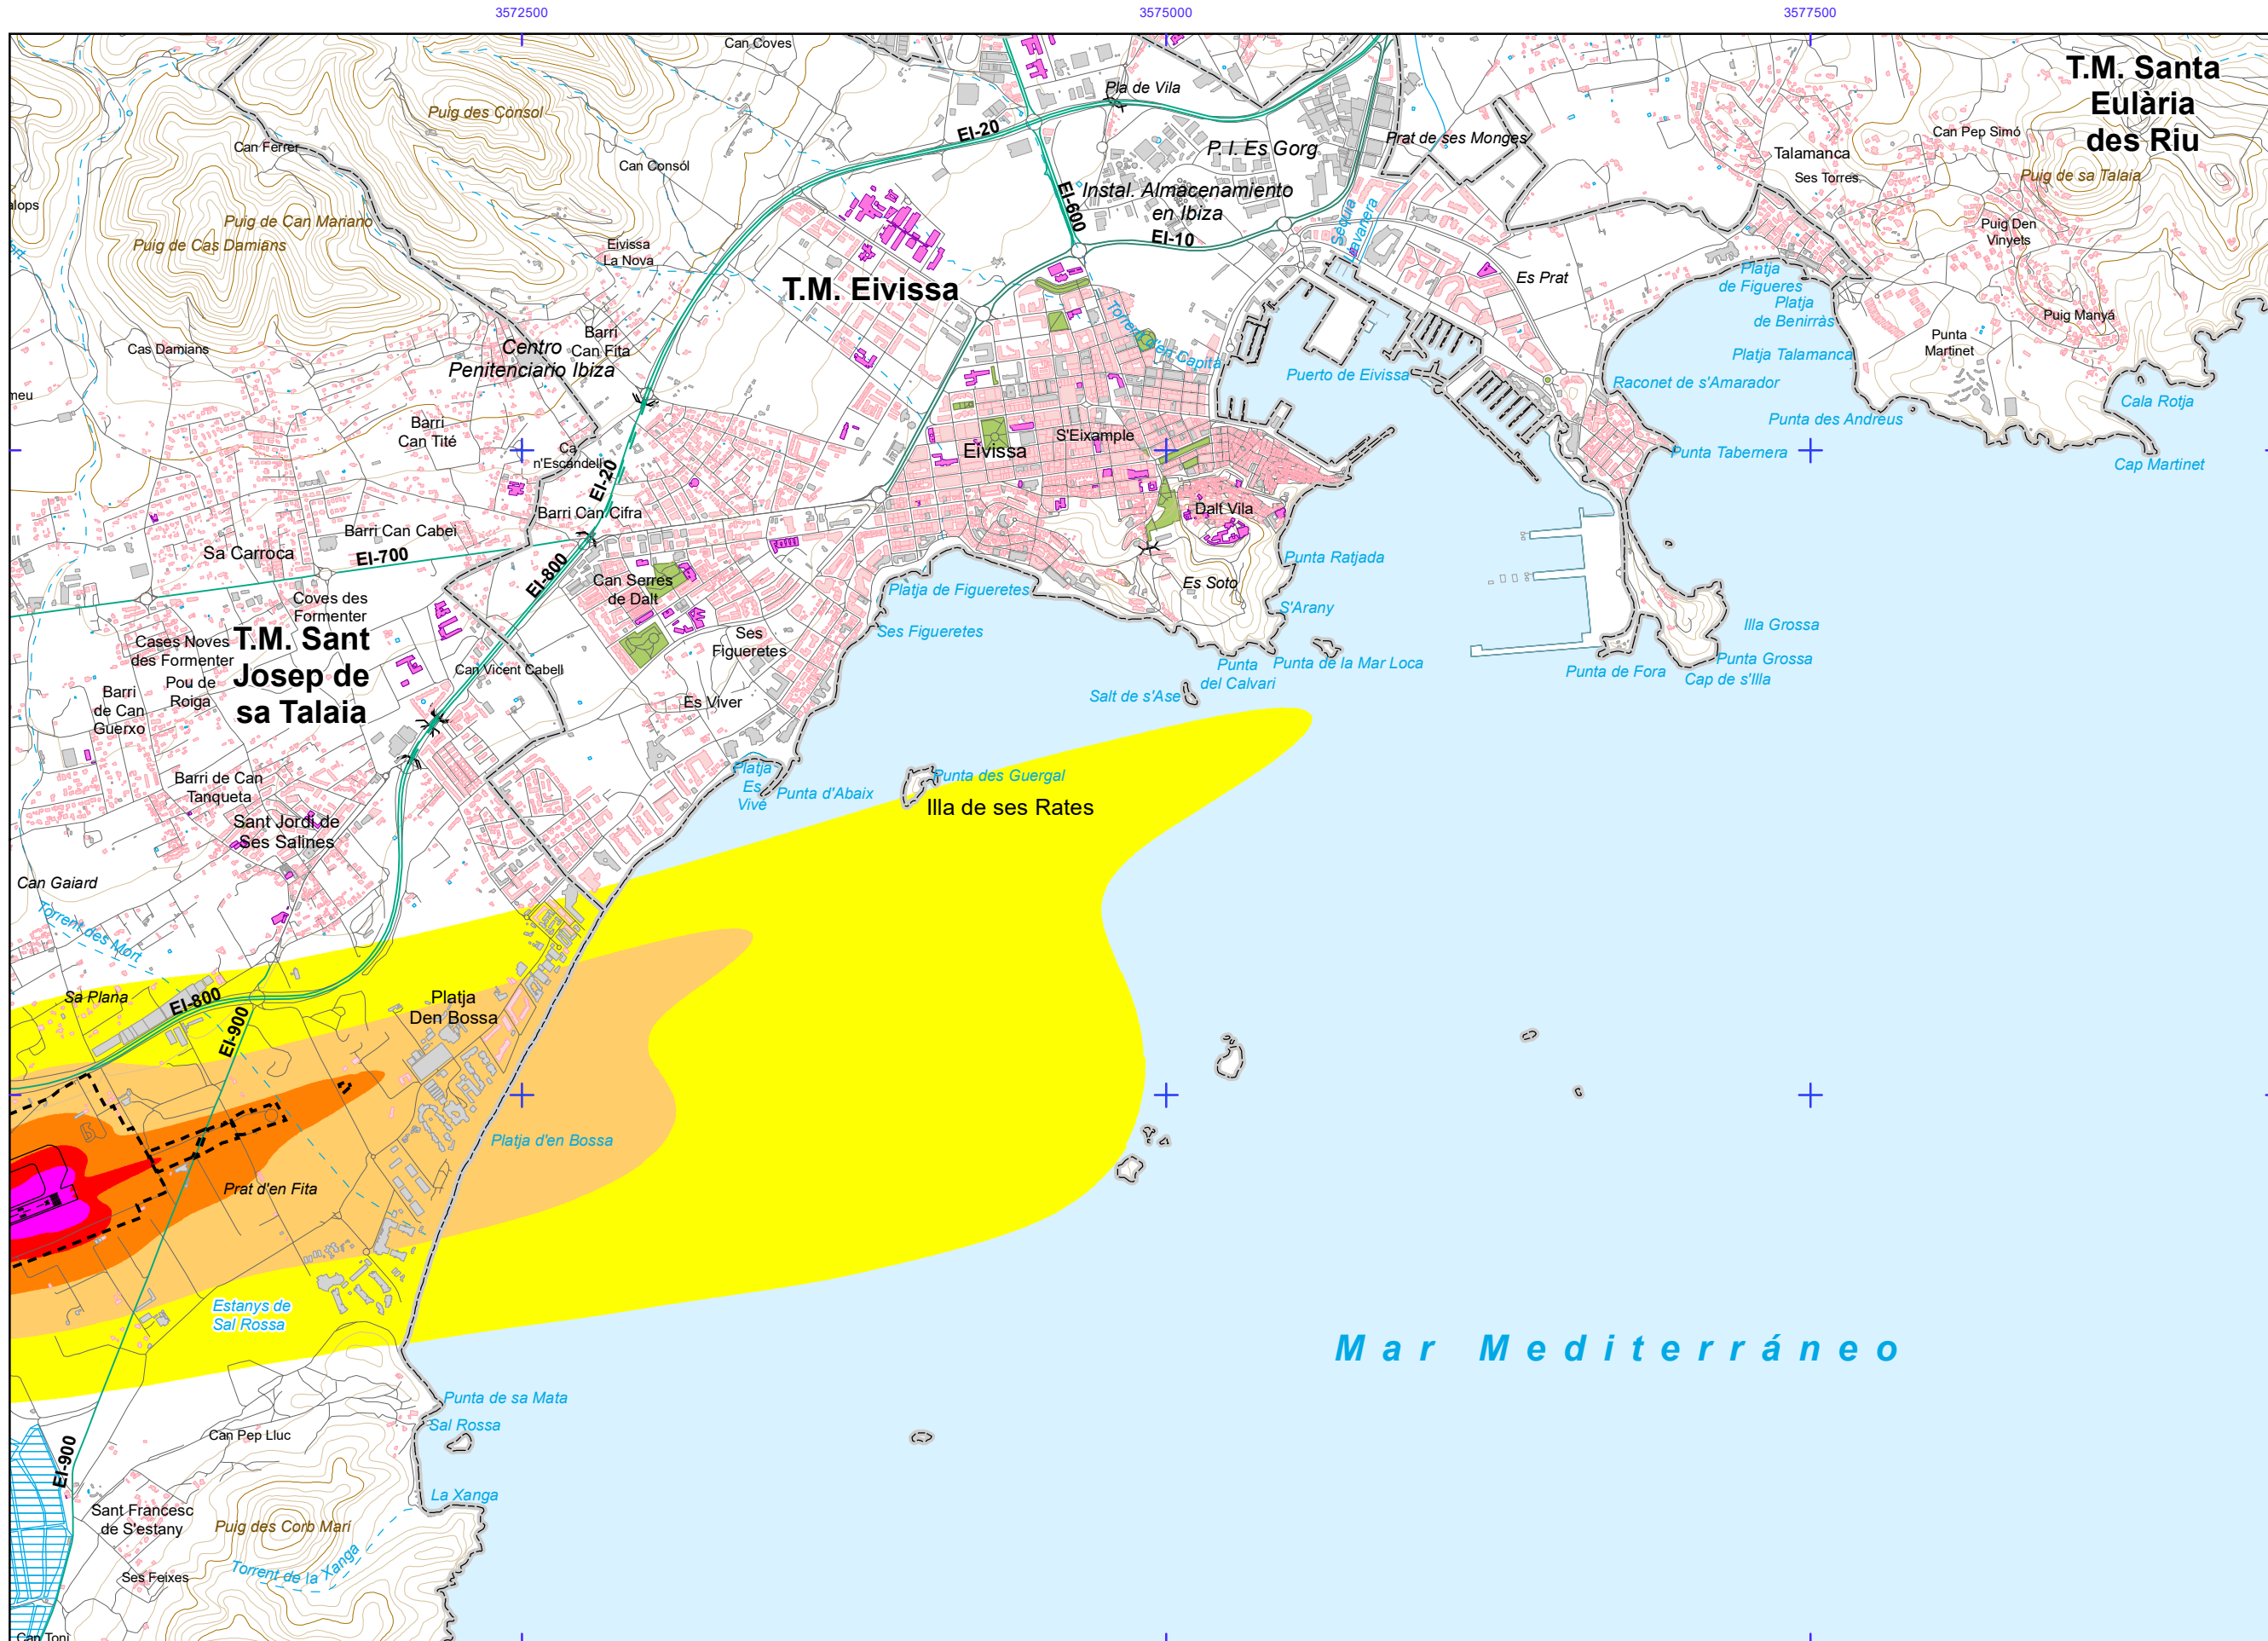 3572500
3575000
3577500
T.M. Santa
Eulària
des Riu
Can Coves
Puig des Cònsol
Pla de Vila
EI-20
P. I. Es Gorg
Prat de ses Monges
Can Pep Simó
Talamanca
Ses Torres
Puig de sa Talaia
Can Ferrer
Can Consól
EI-600
Instal. Almacenamiento
en Ibiza
EI-10
Sèquia
Llavanera
Puig Den
Vinyets
Puig de Can Mariano
Puig de Cas Damians
Eivissa
La Nova
T.M. Eivissa
Es Prat
Platja
de Figueres
Platja
de Benirràs
Puig Manyà
Punta
Martinet
Platja Talamanca
Torrent d'en Capità
Barri
Can Fita
Cas Damians
Centro
Penitenciario Ibiza
Puerto de Eivissa
Raconet de s'Amarador
Cala Rotja
Punta des Andreus
Barri
Can Tité
S'Eixample
Eivissa
Ca
n'Escandell
Punta Tabernera
Cap Martinet
EI-20
Barri Can Cifra
Dalt Vila
Barri Can Cabei
Sa Carroca
EI-700
EI-800
Punta Ratjada
Can Serres
de Dalt
Platja de Figueretes
Es Soto
Coves des
Formenter
S'Arany
Ses Figueretes
Illa Grossa
Cases Noves
des Formenter
T.M. Sant
Josep de
sa Talaia
Ses
Figueretes
Punta Grossa
Punta de la Mar Loca
Punta
del Calvari
Punta de Fora
Cap de s'Illa
Can Vicent Cabell
Pou de
Roiga
Barri
de Can
Guerxo
Es Viver
Salt de s'Ase
Platja
Es
Vivé
Punta d'Abaix
Punta des Guergal
Illa de ses Rates
Barri de Can
Tanqueta
Sant Jordi de
Ses Salines
Can Gaiard
Torrent des Mort
Sa Plana
EI-800
EI-900
Platja
Den Bossa
Platja d'en Bossa
Prat d'en Fita
Estanys de
Sal Rossa
Mar Mediterráneo
Punta de sa Mata
Sal Rossa
Can Pep Lluc
EI-900
La Xanga
Sant Francesc
de S'estany
Puig des Corb Marí
Torrent de la Xanga
Ses Feixes
Can Toni